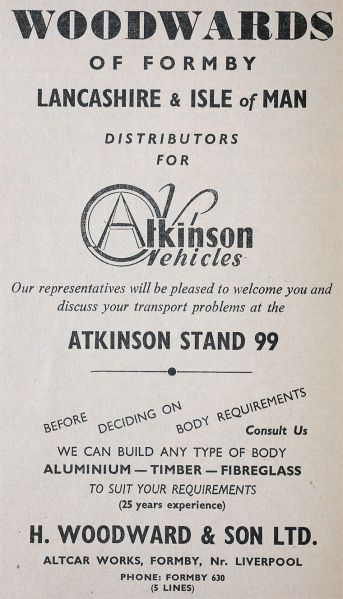 WOODWARDS
OF FORMBY
LANCASHIRE & ISLE of MAN
DISTRIBUTORS
FOR
Atkinson
Vehicles
Our representatives will be pleased to welcome you and
discuss your transport problems at the
ATKINSON STAND 99
BEFORE DECIDING ON BODY REQUIREMENTS
Consult Us
WE CAN BUILD ANY TYPE OF BODY
ALUMINIUM — TIMBER — FIBREGLASS
TO SUIT YOUR REQUIREMENTS
(25 years experience)
H. WOODWARD & SON LTD.
ALTCAR WORKS, FORMBY, Nr. LIVERPOOL
PHONE: FORMBY 630
(5 LINES)